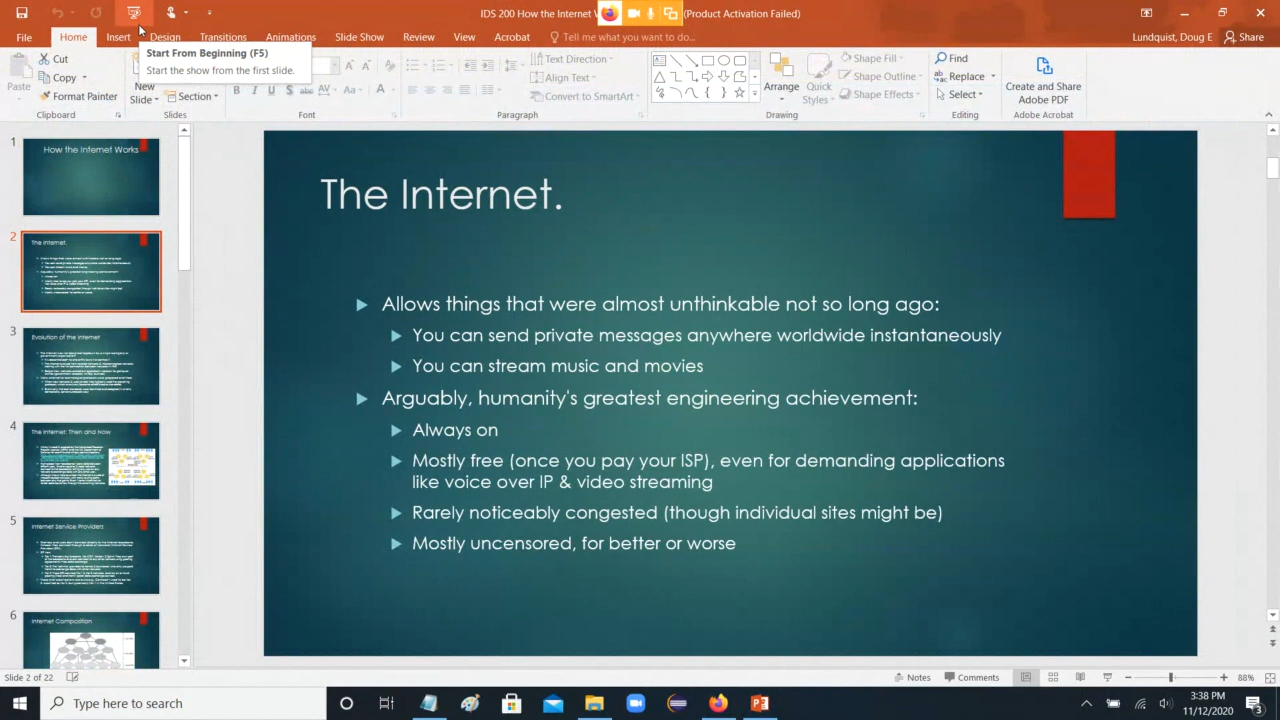 IDS 200 How the Internet
(Product Activation Failed)
File
Home
Insert
Design
Transitions
Animations
Slide Show
Review
View
Acrobat
Tell me what you want to do...
Lundquist, Doug E
Share
Start From Beginning (F5)
Start the show from the first slide.
Paste
Cut
Copy
Format Painter
Clipboard
New
Slide
Section
Slides
Font
Text Direction
Align Text
Convert to SmartArt
Paragraph
Arrange
Quick
Styles
Shape Fill
Shape Outline
Shape Effects
Drawing
Find
Replace
Select
Editing
Create and Share
Adobe PDF
Adobe Acrobat
1
How the Internet Works
2
The Internet.
3
Evolution of the Internet
4
The Internet: Then and Now
5
Internet Service Providers
6
Internet Composition
The Internet.
Allows things that were almost unthinkable not so long ago:
You can send private messages anywhere worldwide instantaneously
You can stream music and movies
Arguably, humanity's greatest engineering achievement:
Always on
Mostly free (once you pay your ISP), even for demanding applications
like voice over IP & video streaming
Rarely noticeably congested (though individual sites might be)
Mostly uncensored, for better or worse
Slide 2 of 22
Notes
Comments
88%
Type here to search
3:38 PM
11/12/2020
3